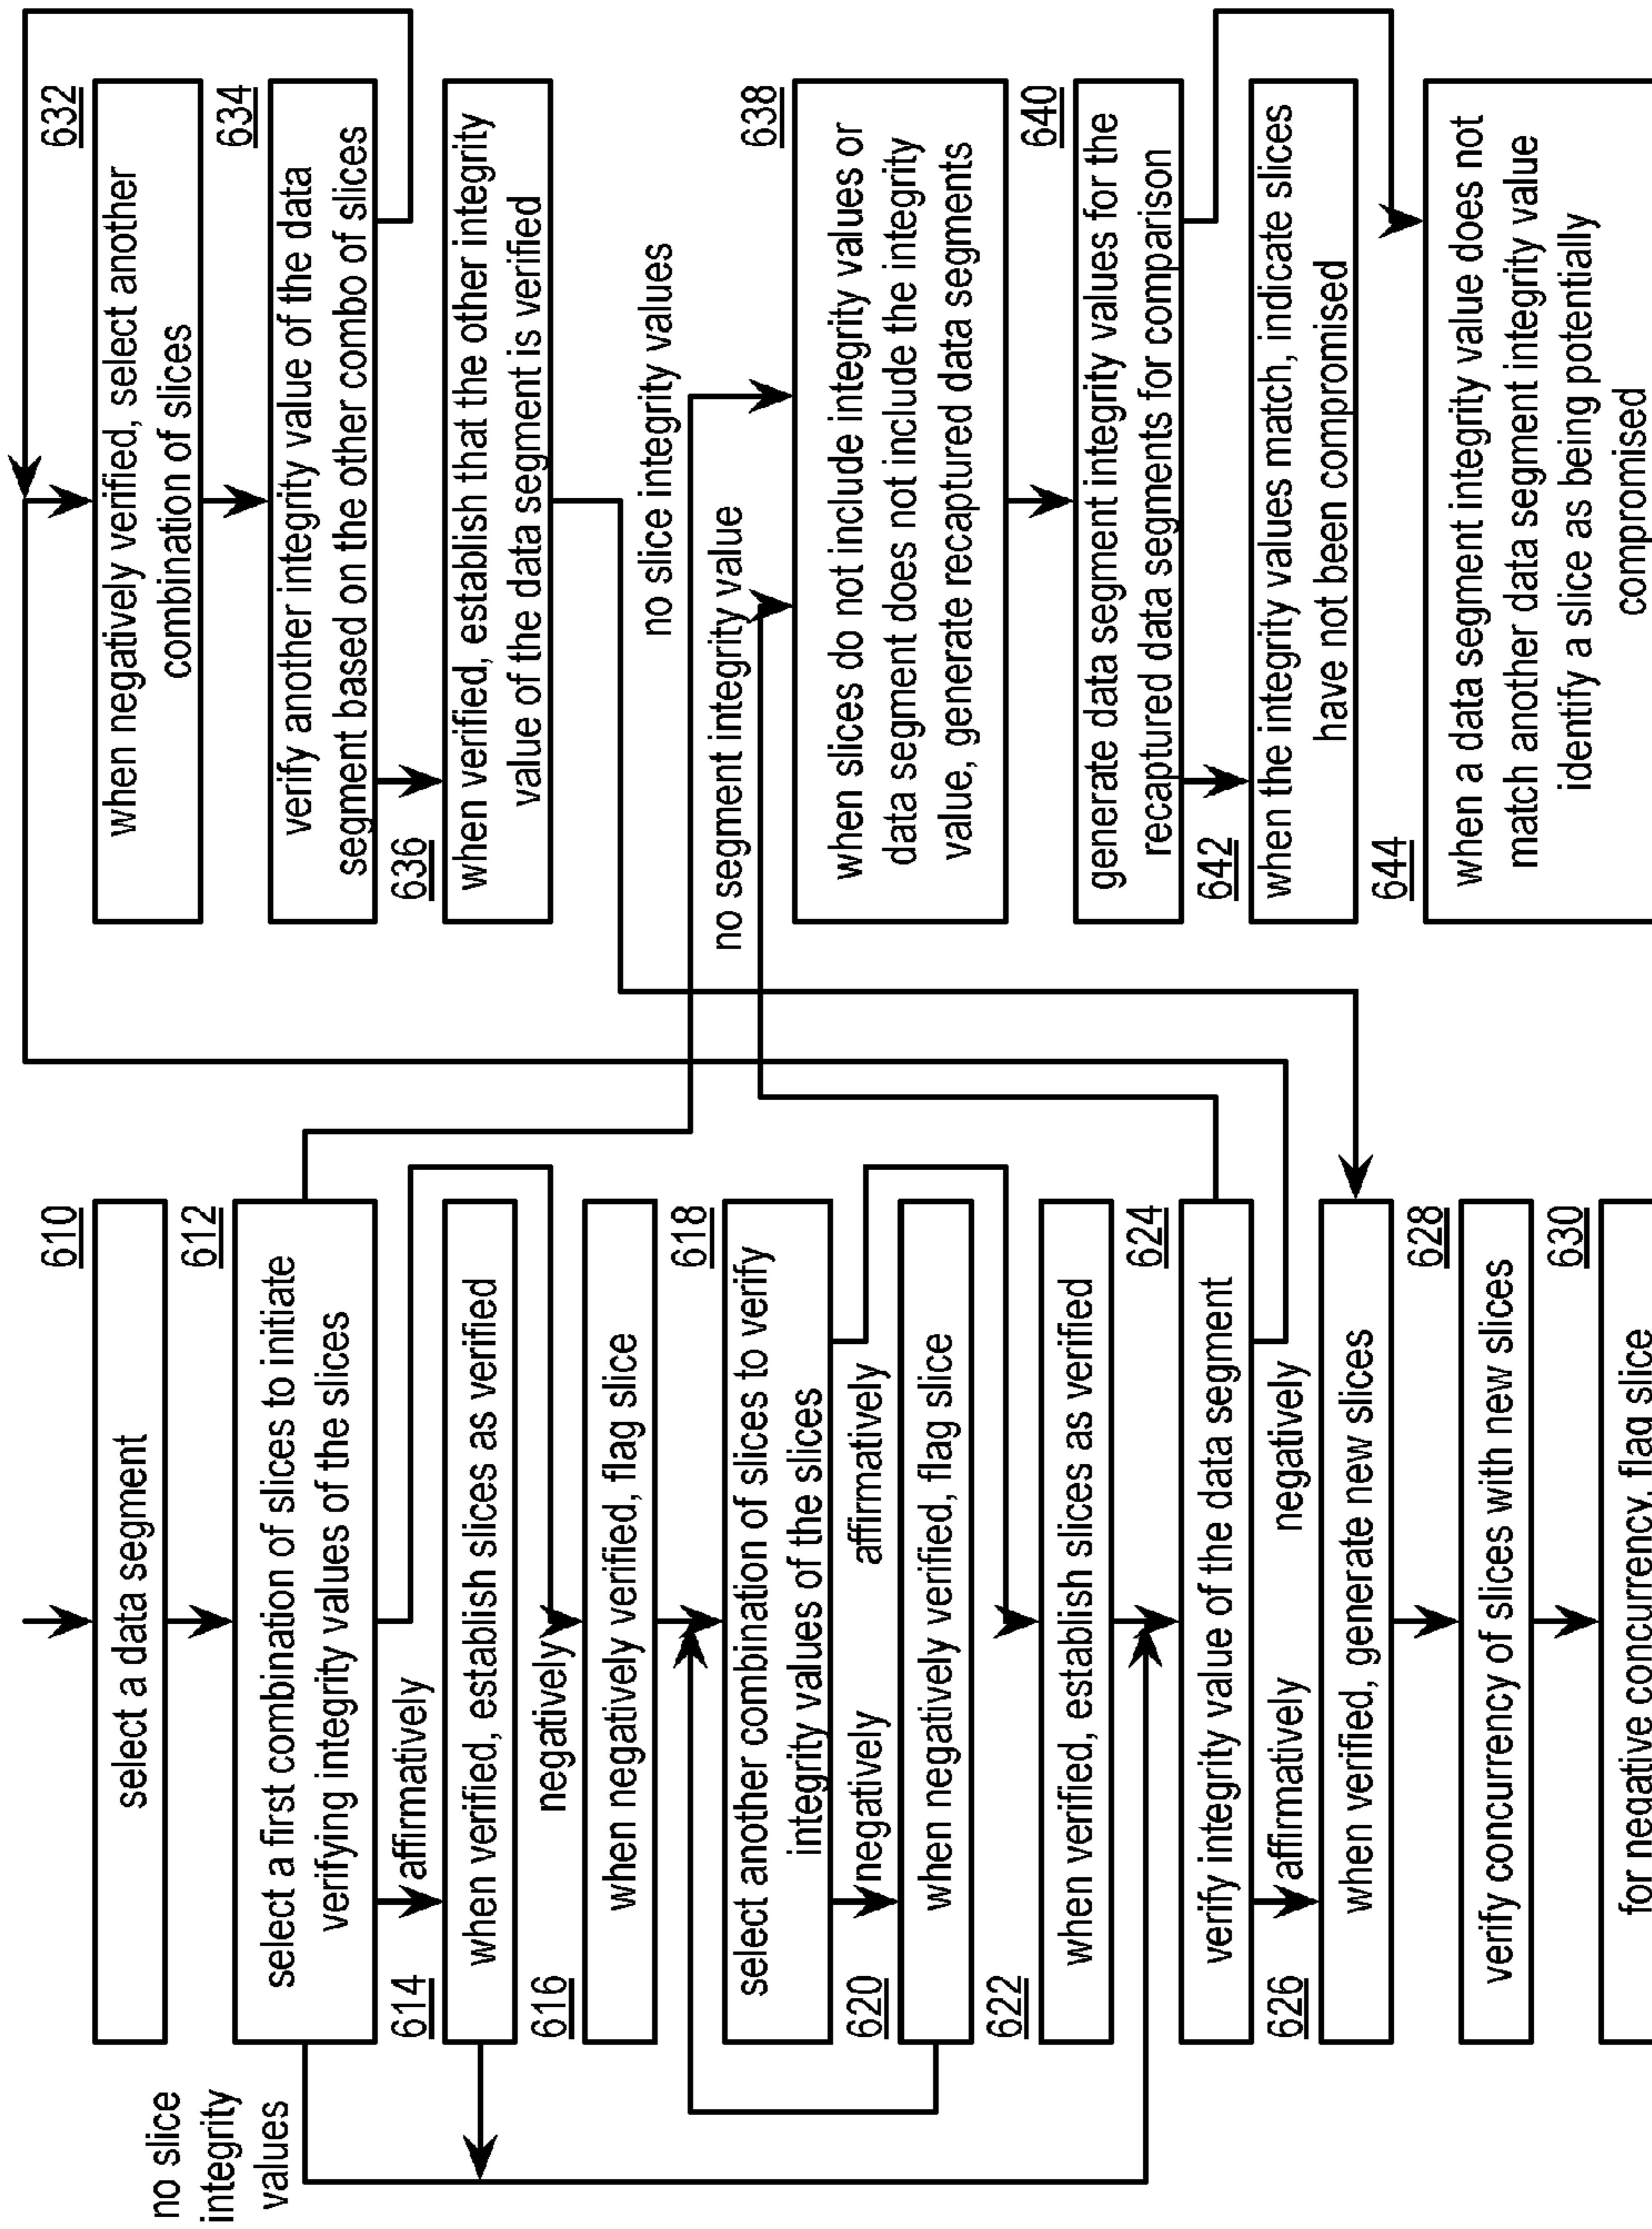 610
select a data segment
612
select a first combination of slices to initiate
verifying integrity values of the slices
no slice
integrity
values
614
affirmatively
when verified, establish slices as verified
616
negatively
when negatively verified, flag slice
618
select another combination of slices to verify
integrity values of the slices
620
negatively
affirmatively
when negatively verified, flag slice
622
when verified, establish slices as verified
624
verify integrity value of the data segment
626
affirmatively
negatively
when verified, generate new slices
628
verify concurrency of slices with new slices
630
for negative concurrency, flag slice
632
when negatively verified, select another
combination of slices
634
verify another integrity value of the data
segment based on the other combo of slices
636
when verified, establish that the other integrity
value of the data segment is verified
no slice integrity values
no segment integrity value
638
when slices do not include integrity values or
data segment does not include the integrity
value, generate recaptured data segments
640
generate data segment integrity values for the
recaptured data segments for comparison
642
when the integrity values match, indicate slices
have not been compromised
644
when a data segment integrity value does not
match another data segment integrity value
identify a slice as being potentially
compromised